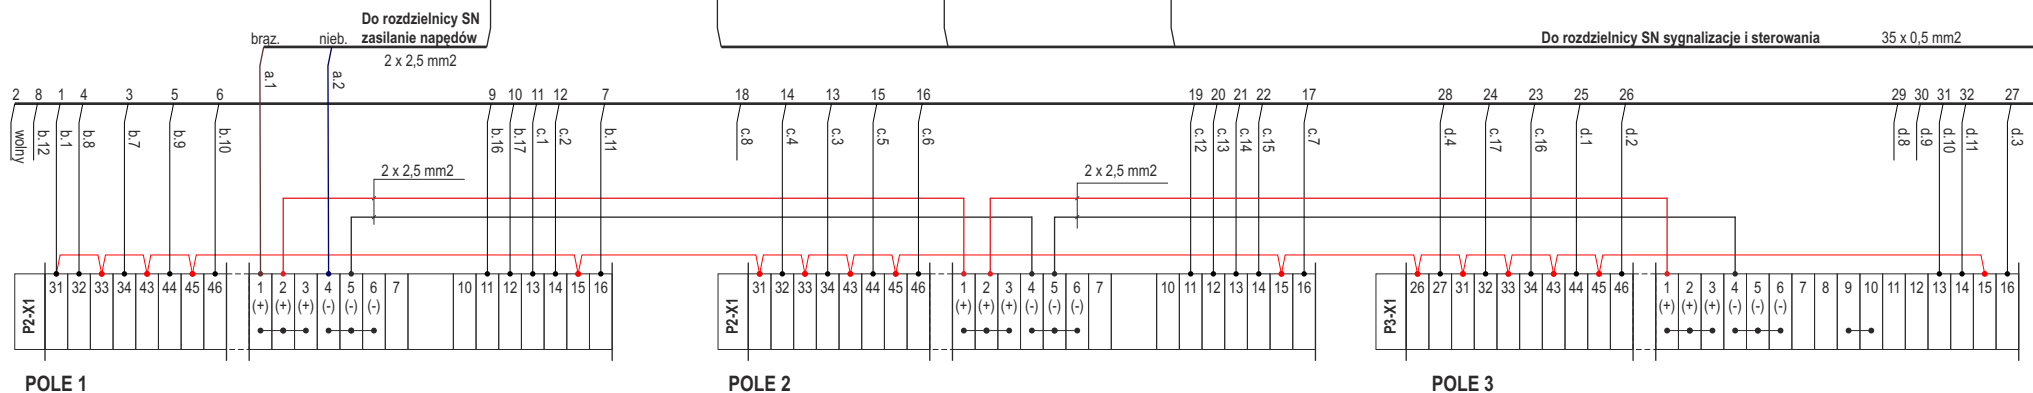 Do rozdzielnicy SN
zasilanie napędów
brąz. nieb.
2 x 2,5 mm2
Do rozdzielnicy SN sygnalizacje i sterowania 35 x 0,5 mm2
a.1 a.2
2 8 1 4 3 5 6 9 10 11 12 7 18 14 13 15 16 19 20 21 22 17 28 24 23 25 26 29 30 31 32 27
wolny b.12 b.1 b.8 b.7 b.9 b.10 b.16 b.17 c.1 c.2 b.11 c.8 c.4 c.3 c.5 c.6 c.12 c.13 c.14 c.15 c.7 d.4 c.17 c.16 d.1 d.2 d.8 d.9 d.10 d.11 d.3
2 x 2,5 mm2 2 x 2,5 mm2
P2-X1 31 32 33 34 43 44 45 46 1 2 3 4 5 6 7 10 11 12 13 14 15 16
(+) (+) (+) (-) (-) (-)
P2-X1 31 32 33 34 43 44 45 46 1 2 3 4 5 6 7 10 11 12 13 14 15 16
(+) (+) (+) (-) (-) (-)
P3-X1 26 27 31 32 33 34 43 44 45 46 1 2 3 4 5 6 7 8 9 10 11 12 13 14 15 16
(+) (+) (+) (-) (-) (-)
POLE 1 POLE 2 POLE 3